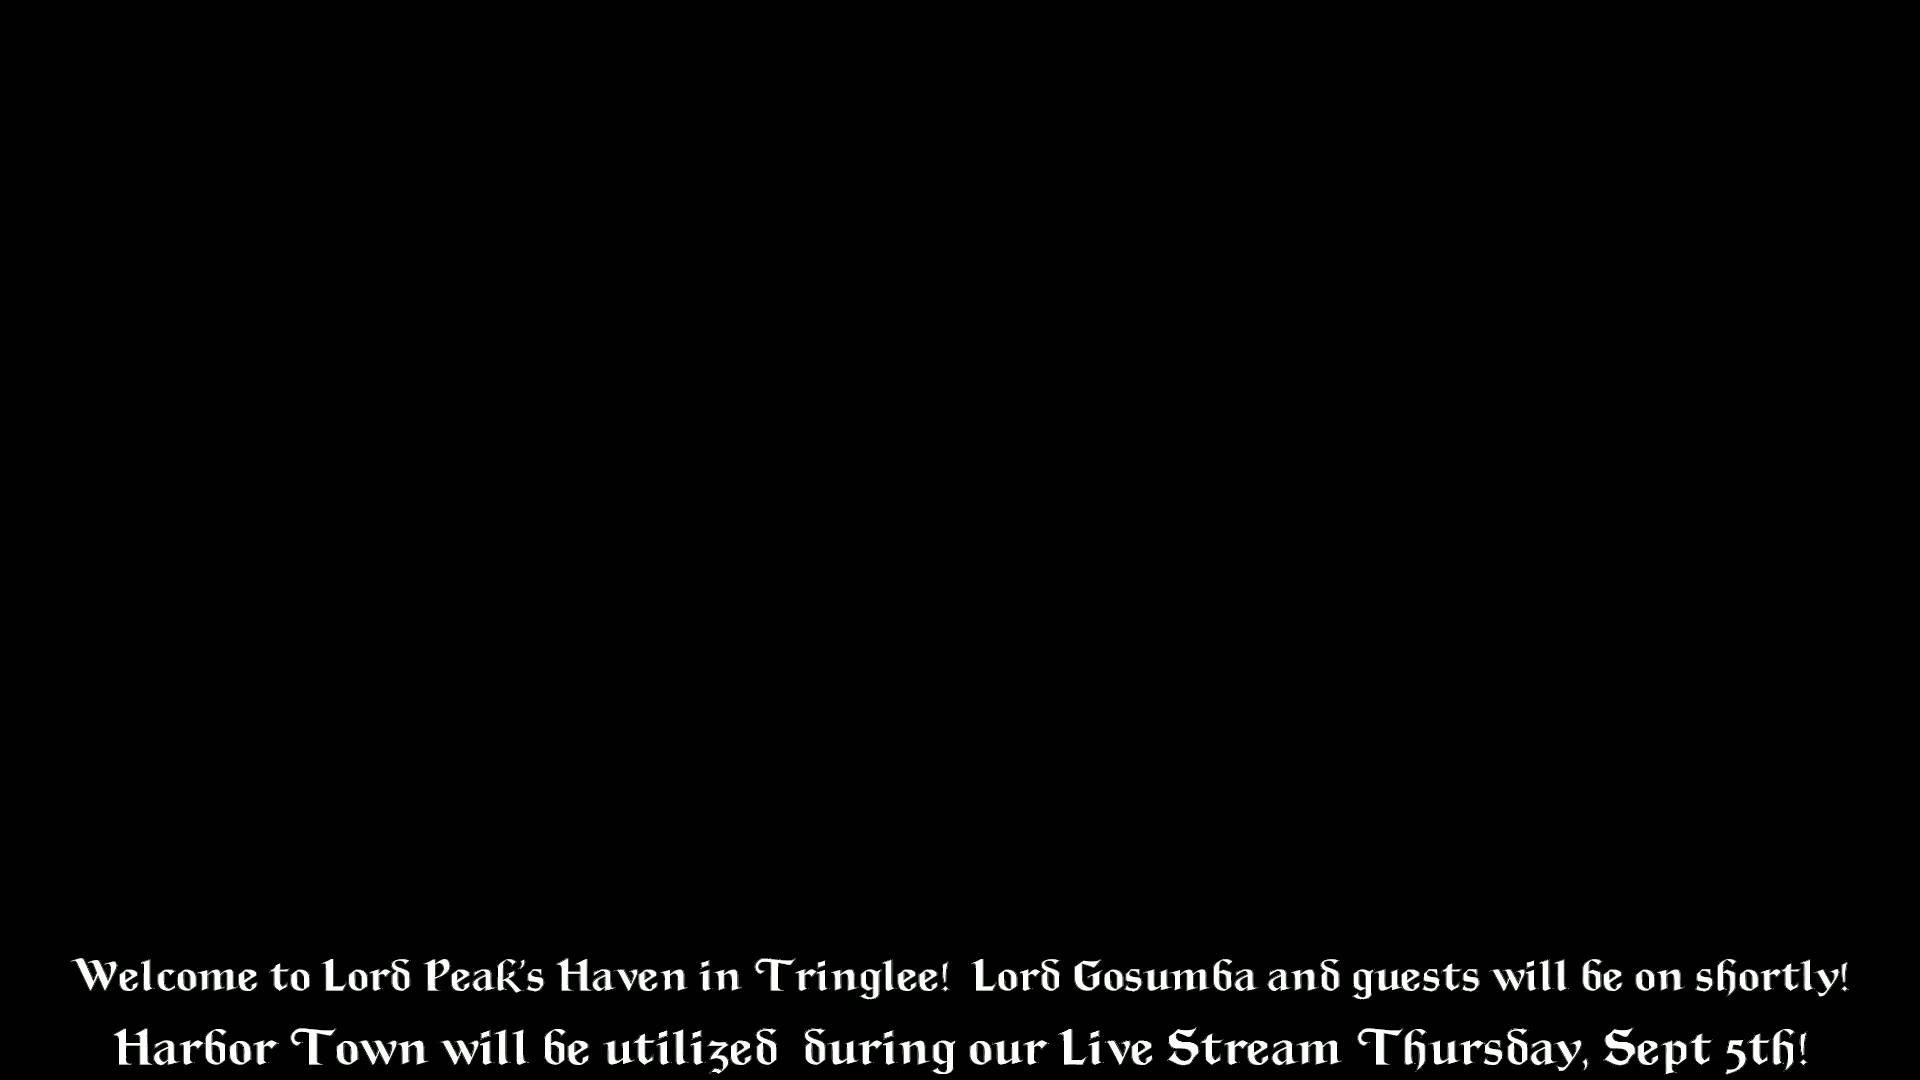 Welcome to Lord Peak's Haven in Tringlee!  Lord Gosumba and guests will be on shortly!
Harbor Town will be utilized  during our Live Stream Thursday, Sept 5th!